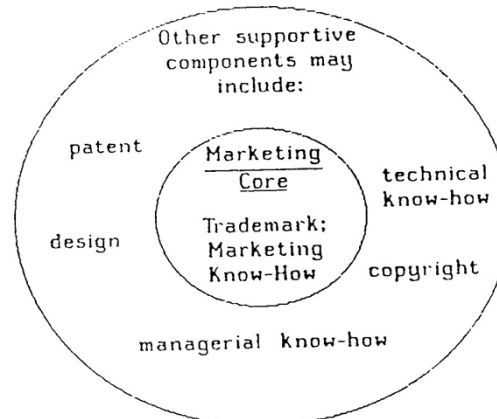 Other supportive
components may
include:
patent
Marketing
Core
technical
know-how
Trademark;
Marketing
Know-How
design
copyright
managerial know-how